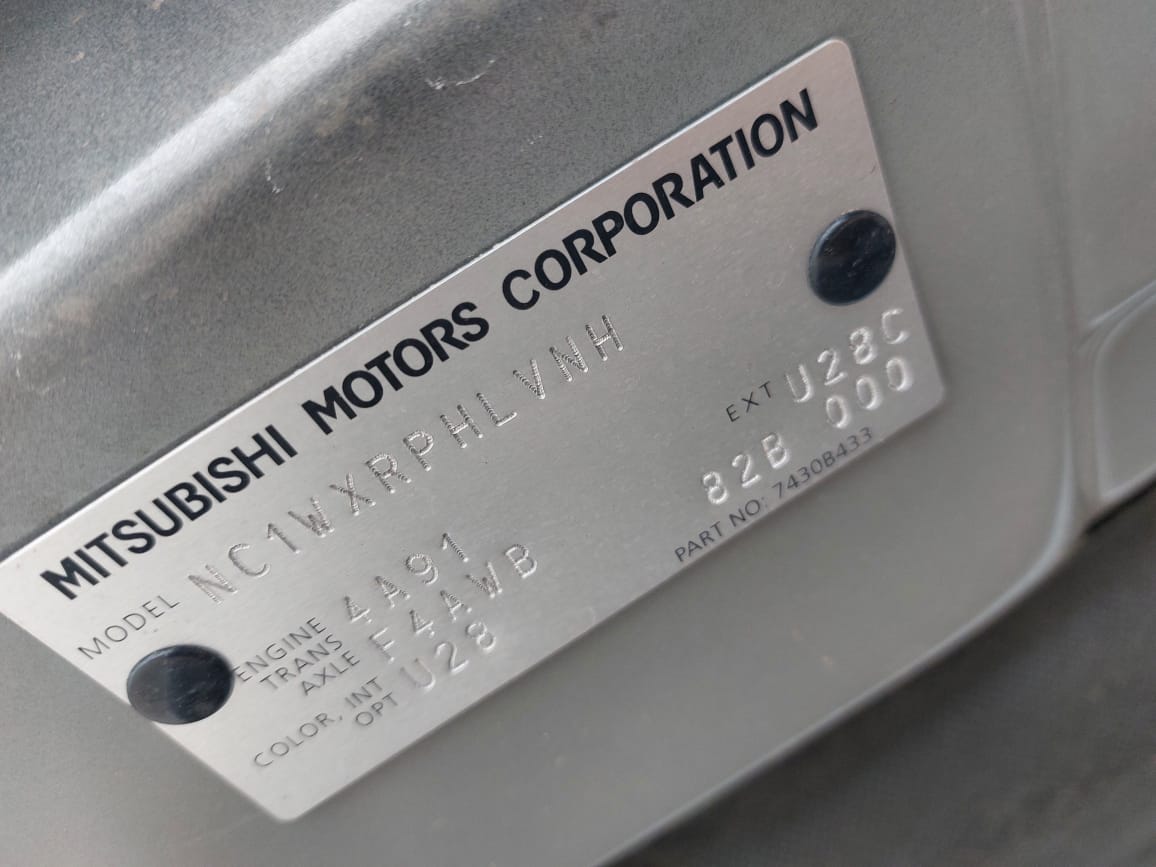 MITSUBISHI MOTORS CORPORATION
MODEL NC1WXRPHLVNH
ENGINE 4A91
TRANS AXLE F4AWB
COLOR, INT OPT U28 82B 000
EXT U28C
PART NO: 7430B433